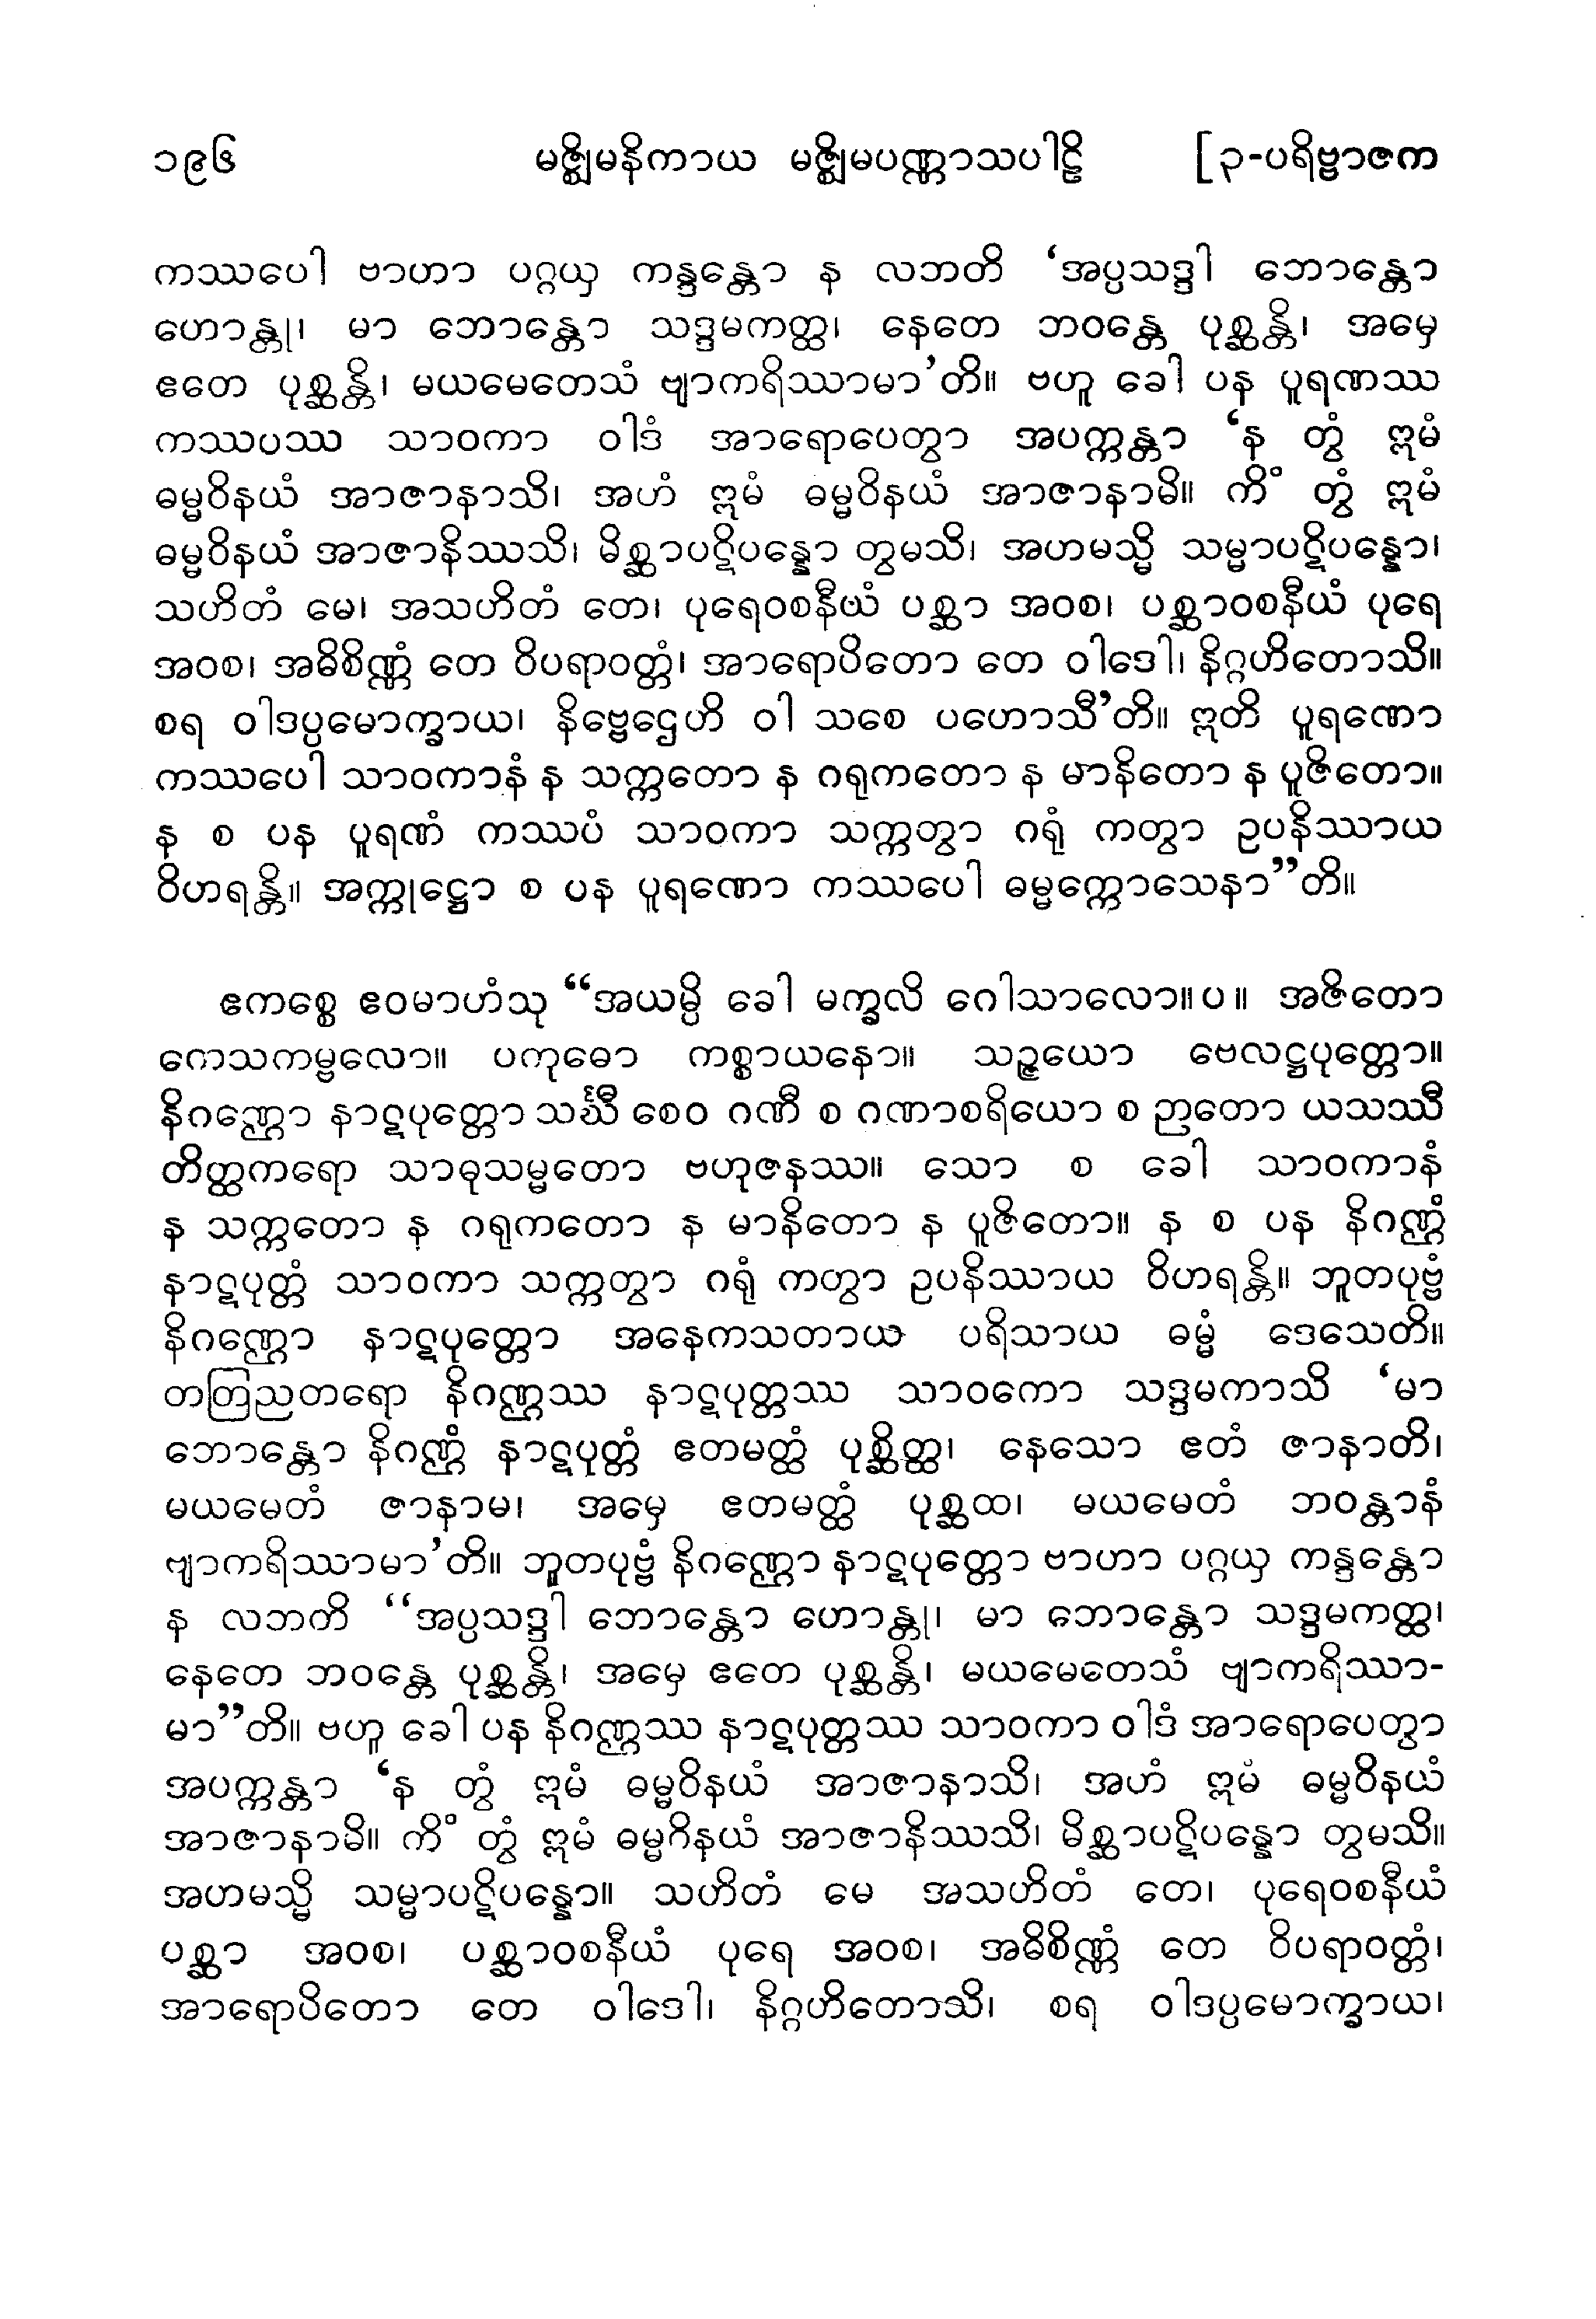 ၁၉၆ မဇ္ဈိမနိကာယ မဇ္ဈိမပဏ္ဏာသပါဠိ [၃-ပရိဗ္ဗာဇက
ကဿပေါ ဗာဟာ ပဂ္ဂယှ ကန္ဒန္တော န လဘတိ ‘အပ္ပသဒ္ဒါ ဘောန္တော
ဟောန္တု၊ မာ ဘောန္တော သဒ္ဒမကတ္ထ၊ နေတေ ဘဝန္တေ ပုစ္ဆန္တိ၊ အမှေ
ဧတေ ပုစ္ဆန္တိ၊ မယမေတေသံ ဗျာကရိဿာမာ’တိ။ ဗဟူ ခေါ ပန ပူရဏဿ
ကဿပဿ သာဝကာ ဝါဒံ အာရောပေတွာ အပက္ကန္တာ ‘န တွံ ဣမံ
ဓမ္မဝိနယံ အာဇာနာသိ၊ အဟံ ဣမံ ဓမ္မဝိနယံ အာဇာနာမိ။ ကိံ တွံ ဣမံ
ဓမ္မဝိနယံ အာဇာနိဿသိ၊ မိစ္ဆာပဋိပန္နော တွမသိ၊ အဟမသ္မိ သမ္မာပဋိပန္နော၊
သဟိတံ မေ၊ အသဟိတံ တေ၊ ပုရေဝစနီယံ ပစ္ဆာ အဝစ၊ ပစ္ဆာဝစနီယံ ပုရေ
အဝစ၊ အဓိစိဏ္ဏံ တေ ဝိပရာဝတ္တံ၊ အာရောပိတော တေ ဝါဒေါ၊ နိဂ္ဂဟိတောသိ။
စရ ဝါဒပ္ပမောက္ခာယ၊ နိဗ္ဗေဌေဟိ ဝါ သစေ ပဟောသီ’တိ။ ဣတိ ပူရဏော
ကဿပေါ သာဝကာနံ န သက္ကတော န ဂရုကတော န မာနိတော န ပူဇိတော။
န စ ပန ပူရဏံ ကဿပံ သာဝကာ သက္ကတွာ ဂရုံ ကတွာ ဥပနိဿာယ
ဝိဟရန္တိ။ အက္ကုဋ္ဌော စ ပန ပူရဏော ကဿပေါ ဓမ္မက္ကောသေနာ”တိ။
ဧကစ္စေ ဧဝမာဟံသု “အယမ္ပိ ခေါ မက္ခလိ ဂေါသာလော။ပ။ အဇိတော
ကေသကမ္ဗလော။ ပကုဓော ကစ္စာယနော။ သဉ္ဇယော ဗေလဋ္ဌပုတ္တော။
နိဂဏ္ဌော နာဋပုတ္တော သင်္ဃီ စေဝ ဂဏီ စ ဂဏာစရိယော စ ဉာတော ယသဿီ
တိတ္ထကရော သာဓုသမ္မတော ဗဟုဇနဿ။ သော စ ခေါ သာဝကာနံ
န သက္ကတော န ဂရုကတော န မာနိတော န ပူဇိတော။ န စ ပန နိဂဏ္ဌံ
နာဋပုတ္တံ သာဝကာ သက္ကတွာ ဂရုံ ကတွာ ဥပနိဿာယ ဝိဟရန္တိ။ ဘူတပုဗ္ဗံ
နိဂဏ္ဌော နာဋပုတ္တော အနေကသတာယ ပရိသာယ ဓမ္မံ ဒေသေတိ။
တတြညတရော နိဂဏ္ဌဿ နာဋပုတ္တဿ သာဝကော သဒ္ဒမကာသိ ‘မာ
ဘောန္တော နိဂဏ္ဌံ နာဋပုတ္တံ ဧတမတ္ထံ ပုစ္ဆိတ္ထ၊ နေသော ဧတံ ဇာနာတိ၊
မယမေတံ ဇာနာမ၊ အမှေ ဧတမတ္ထံ ပုစ္ဆထ၊ မယမေတံ ဘဝန္တာနံ
ဗျာကရိဿာမာ’တိ။ ဘူတပုဗ္ဗံ နိဂဏ္ဌော နာဋပုတ္တော ဗာဟာ ပဂ္ဂယှ ကန္ဒန္တော
န လဘကိ “အပ္ပသဒ္ဒါ ဘောန္တော ဟောန္တု၊ မာ ဘောန္တော သဒ္ဒမကတ္ထ၊
နေတေ ဘဝန္တေ ပုစ္ဆန္တိ၊ အမှေ ဧတေ ပုစ္ဆန္တိ၊ မယမေတေသံ ဗျာကရိဿာ-
မာ”တိ။ ဗဟူ ခေါ ပန နိဂဏ္ဌဿ နာဋပုတ္တဿ သာဝကာ ဝါဒံ အာရောပေတွာ
အပက္ကန္တာ ‘န တွံ ဣမံ ဓမ္မဝိနယံ အာဇာနာသိ၊ အဟံ ဣမံ ဓမ္မဝိနယံ
အာဇာနာမိ။ ကိံ တွံ ဣမံ ဓမ္မဂိနယံ အာဇာနိဿသိ၊ မိစ္ဆာပဋိပန္နော တွမသိ။
အဟမသ္မိ သမ္မာပဋိပန္နော။ သဟိတံ မေ အသဟိတံ တေ၊ ပုရေဝစနီယံ
ပစ္ဆာ အဝစ၊ ပစ္ဆာဝစနီယံ ပုရေ အဝစ၊ အဓိစိဏ္ဏံ တေ ဝိပရာဝတ္တံ၊
အာရောပိတော တေ ဝါဒေါ၊ နိဂ္ဂဟိတောသိ၊ စရ ဝါဒပ္ပမောက္ခာယ၊